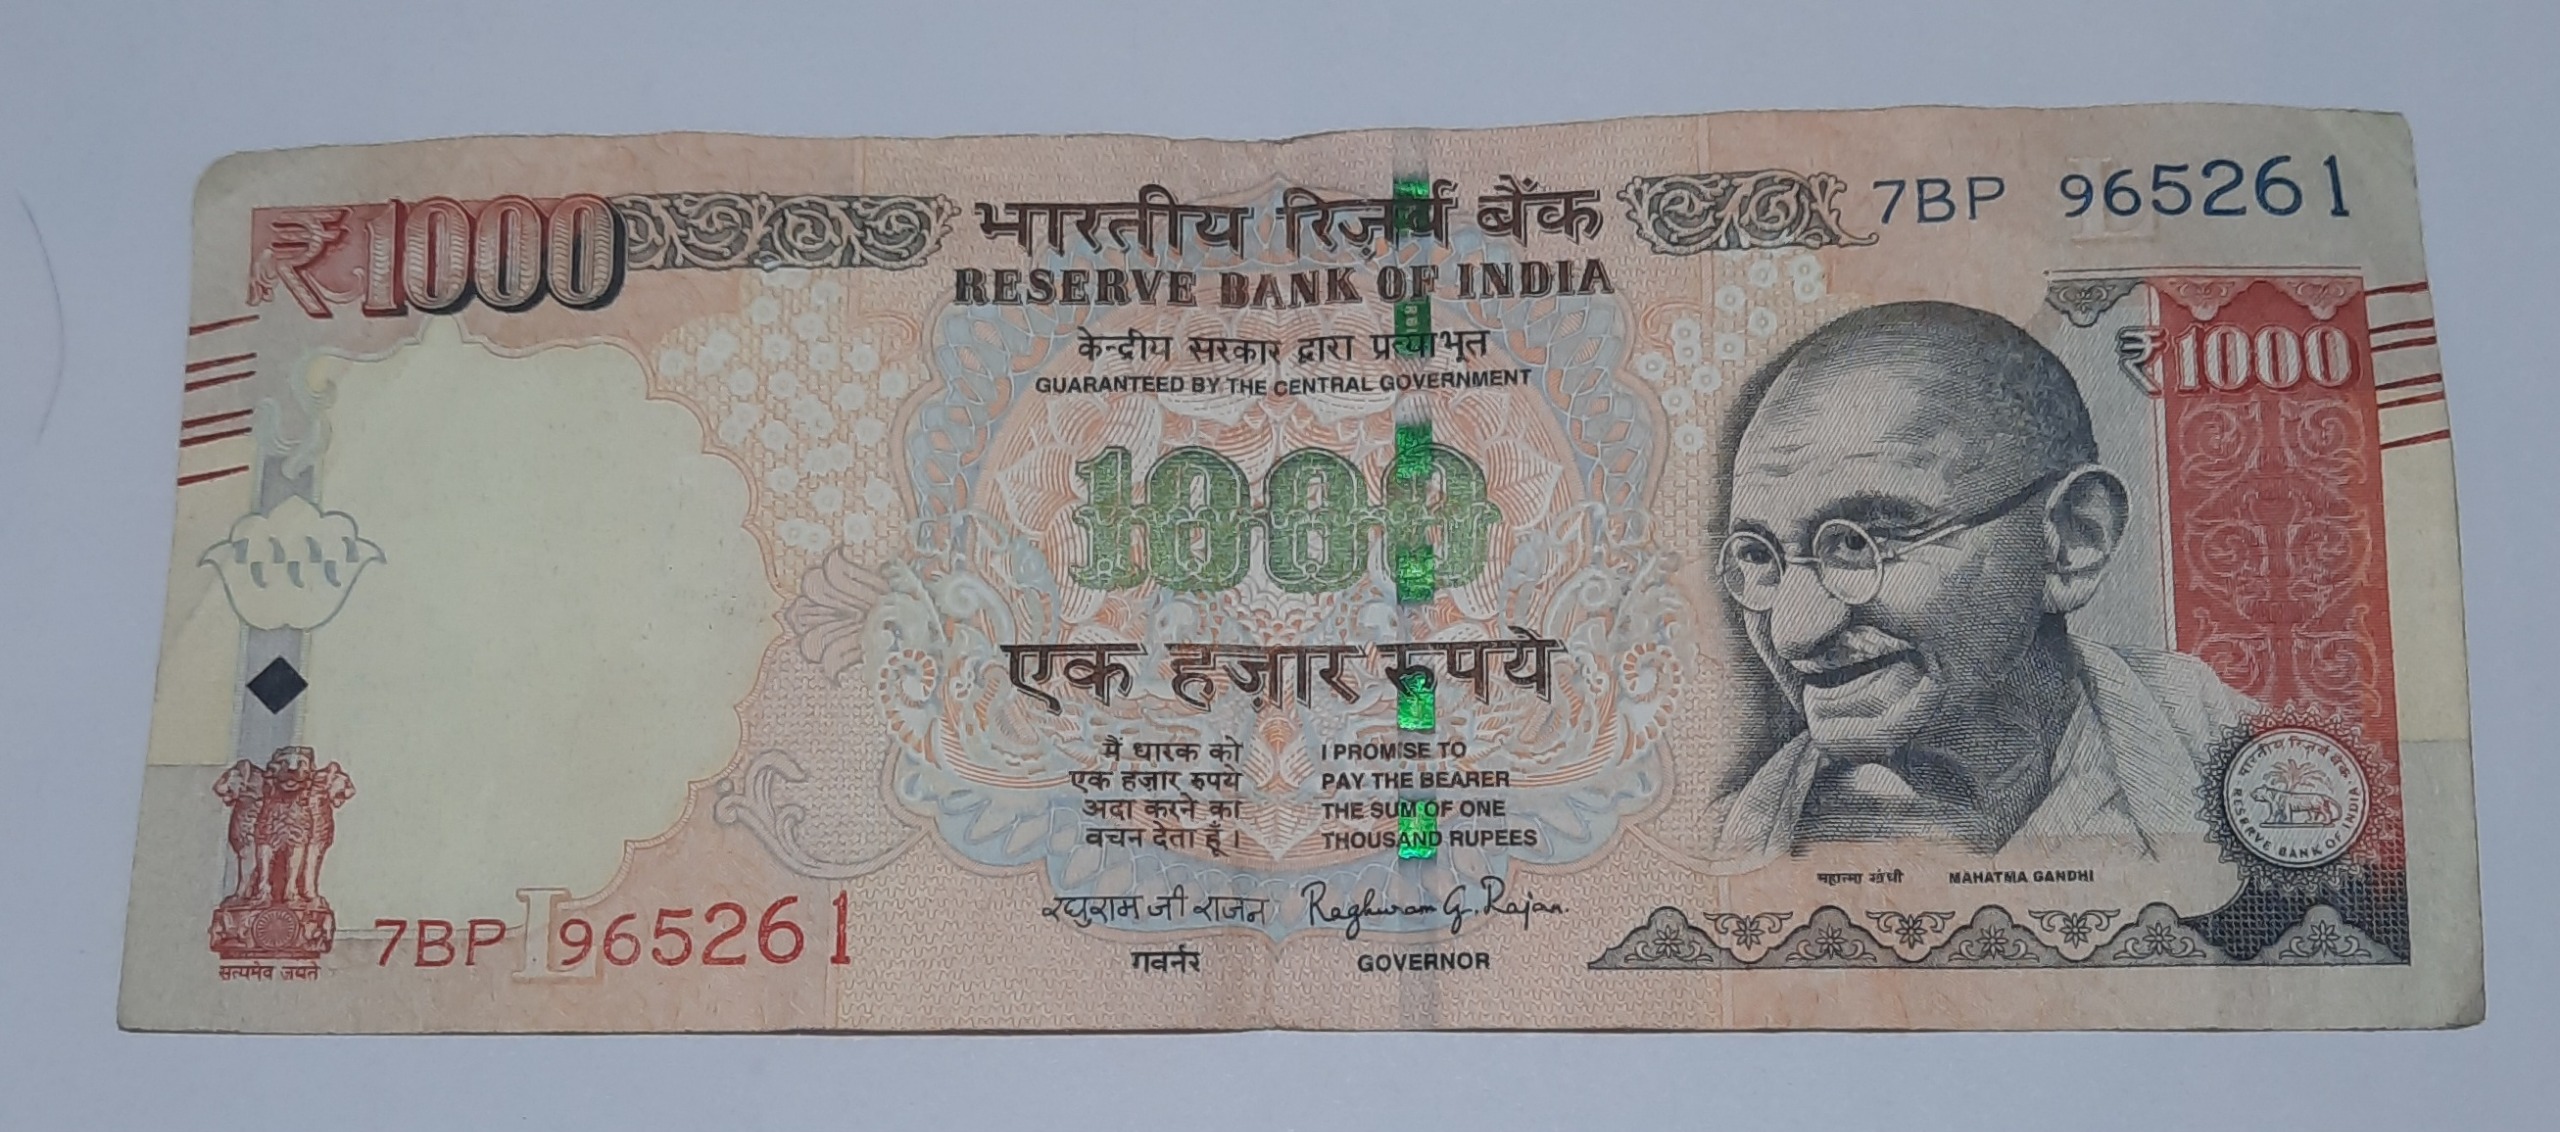 ₹1000
भारतीय रिज़र्व बैंक
7BP 965261
RESERVE BANK OF INDIA
केन्द्रीय सरकार द्वारा प्रत्याभूत
GUARANTEED BY THE CENTRAL GOVERNMENT
₹1000
1000
एक हज़ार रुपये
मैं धारक को
एक हज़ार रुपये
अदा करने का
वचन देता हूँ ।
I PROMISE TO
PAY THE BEARER
THE SUM OF ONE
THOUSAND RUPEES
रघुराम जी राजन
Raghuram G. Rajan.
गवर्नर
GOVERNOR
महात्मा गांधी
MAHATMA GANDHI
भारतीय रिज़र्व बैंक
RESERVE BANK OF INDIA
सत्यमेव जयते
7BP L 965261